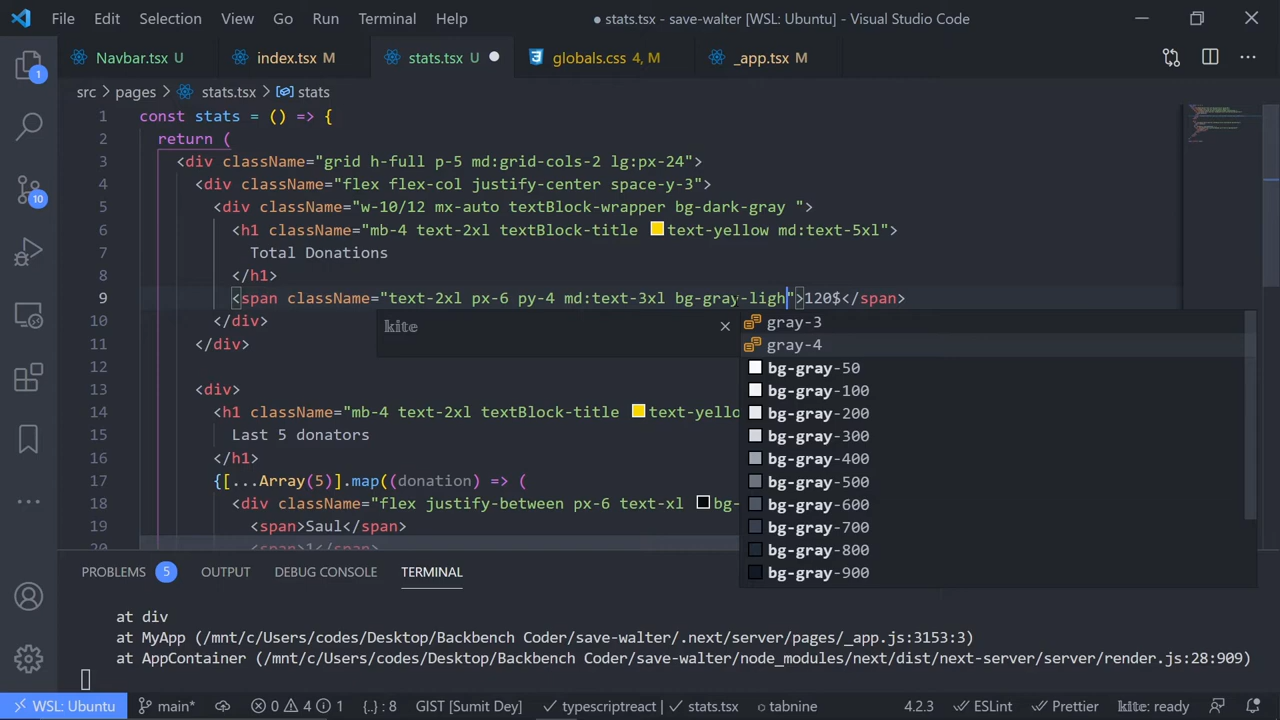 File Edit Selection View Go Run Terminal Help ● stats.tsx - save-walter [WSL: Ubuntu] - Visual Studio Code
Navbar.tsx U index.tsx M stats.tsx U globals.css 4, M _app.tsx M
src > pages > stats.tsx > stats
1 const stats = () => {
2 return (
3 <div className="grid h-full p-5 md:grid-cols-2 lg:px-24">
4 <div className="flex flex-col justify-center space-y-3">
5 <div className="w-10/12 mx-auto textBlock-wrapper bg-dark-gray ">
6 <h1 className="mb-4 text-2xl textBlock-title text-yellow md:text-5xl">
7 Total Donations
8 </h1>
9 <span className="text-2xl px-6 py-4 md:text-3xl bg-gray-ligh">120$</span>
10 </div>
kite
gray-3
11 </div>
gray-4
12
bg-gray-50
13 <div>
bg-gray-100
14 <h1 className="mb-4 text-2xl textBlock-title text-yello
bg-gray-200
15 Last 5 donators
bg-gray-300
16 </h1>
bg-gray-400
17 {[...Array(5)].map((donation) => (
bg-gray-500
18 <div className="flex justify-between px-6 text-xl bg-
bg-gray-600
19 <span>Saul</span>
bg-gray-700
20 <span>1</span>
bg-gray-800
bg-gray-900
PROBLEMS 5 OUTPUT DEBUG CONSOLE TERMINAL
at div
at MyApp (/mnt/c/Users/codes/Desktop/Backbench Coder/save-walter/.next/server/pages/_app.js:3153:3)
at AppContainer (/mnt/c/Users/codes/Desktop/Backbench Coder/save-walter/node_modules/next/dist/next-server/server/render.js:28:909)
1
10
WSL: Ubuntu main* 0 4 1 {..} : 8 GIST [Sumit Dey] typescriptreact stats.tsx tabnine 4.2.3 ESLint Prettier kite: ready